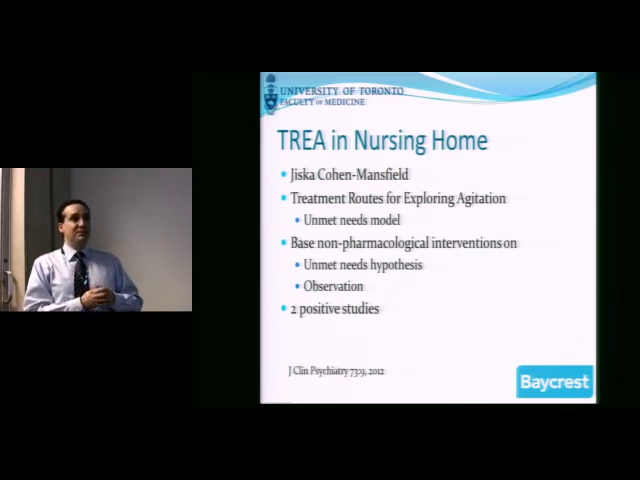 UNIVERSITY OF TORONTO
FACULTY OF MEDICINE
TREA in Nursing Home
Jiska Cohen-Mansfield
Treatment Routes for Exploring Agitation
Unmet needs model
Base non-pharmacological interventions on
Unmet needs hypothesis
Observation
2 positive studies
J Clin Psychiatry 73:9, 2012
Baycrest